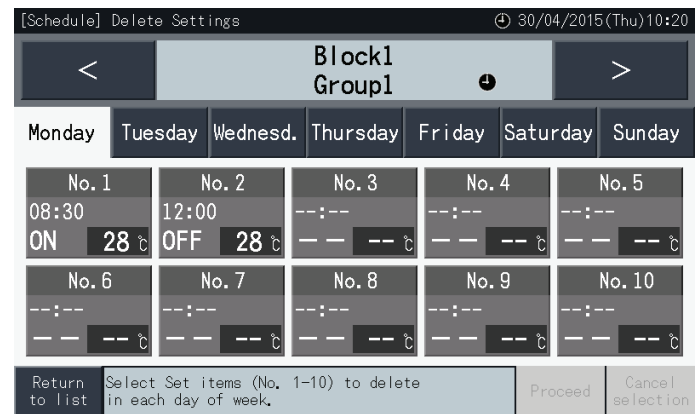 [Schedule] Delete Settings 30/04/2015(Thu)10:20
< Block1 >
Group1
Monday Tuesday Wednesd. Thursday Friday Saturday Sunday
No.1 No.2 No.3 No.4 No.5
08:30 12:00 --:-- --:-- --:-- 
ON 28℃ OFF 28℃ -- --℃ -- --℃ -- --℃
No.6 No.7 No.8 No.9 No.10
--:-- --:-- --:-- --:-- --:--
-- --℃ -- --℃ -- --℃ -- --℃ -- --℃
Return Select Set items (No. 1-10) to delete Proceed Cancel
to list in each day of week. selection